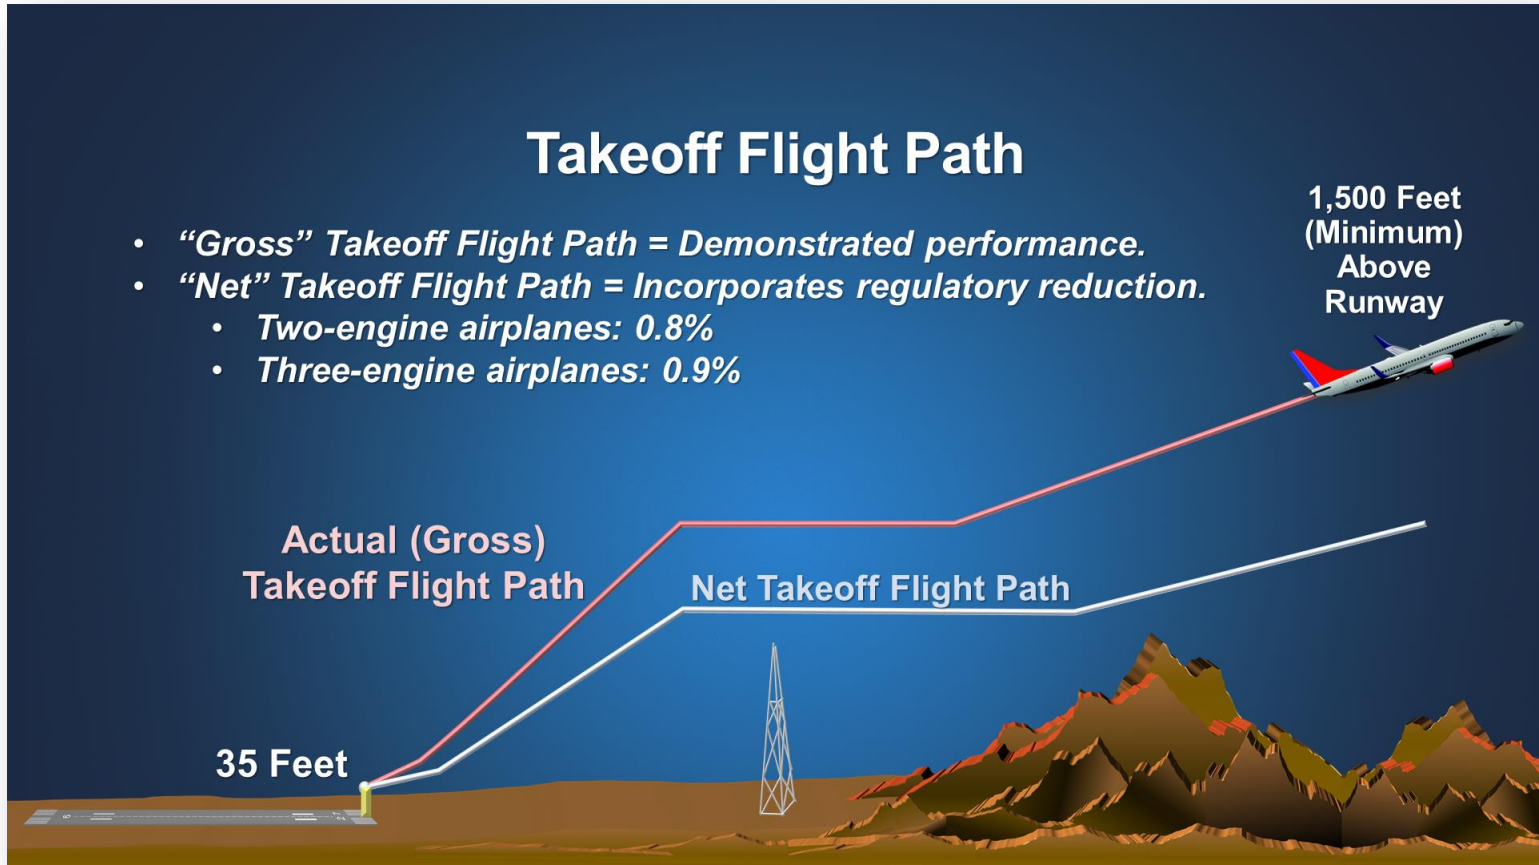 Takeoff Flight Path
1,500 Feet
(Minimum)
Above
Runway
• “Gross” Takeoff Flight Path = Demonstrated performance.
• “Net” Takeoff Flight Path = Incorporates regulatory reduction.
• Two-engine airplanes: 0.8%
• Three-engine airplanes: 0.9%
Actual (Gross)
Takeoff Flight Path
Net Takeoff Flight Path
35 Feet